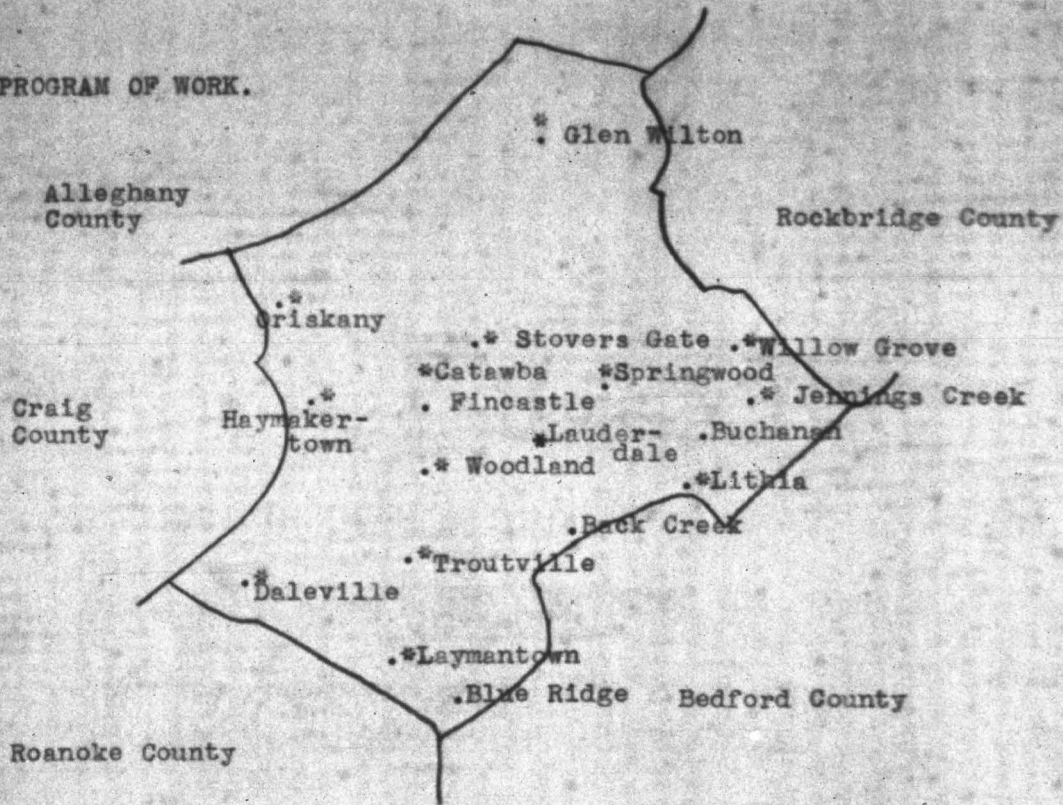 PROGRAM OF WORK.
* . Glen Wilton
Alleghany
County
Rockbridge County
.* Oriskany
.* Stovers Gate
.*Willow Grove
*Catawba
*. Springwood
.* Jennings Creek
Craig
County
. Fincastle
.* Haymaker-
town
*Lauder-
dale
.Buchanan
.* Woodland
.*Lithia
.Back Creek
.*Troutville
.* Daleville
.*Laymantown
.Blue Ridge
Bedford County
Roanoke County